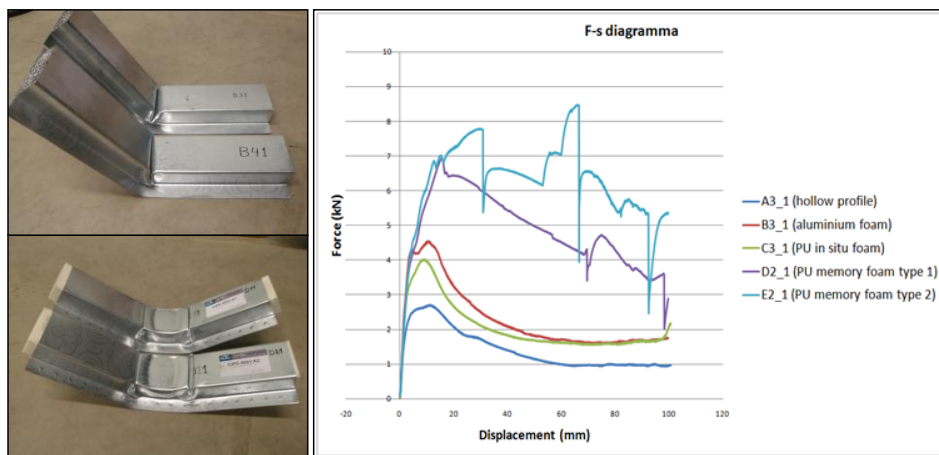 B31
B41
D41
F-s diagramma
Force (kN)
10
9
8
7
6
5
4
3
2
1
0
-20
0
20
40
60
80
100
120
Displacement (mm)
A3_1 (hollow profile)
B3_1 (aluminium foam)
C3_1 (PU in situ foam)
D2_1 (PU memory foam type 1)
E2_1 (PU memory foam type 2)